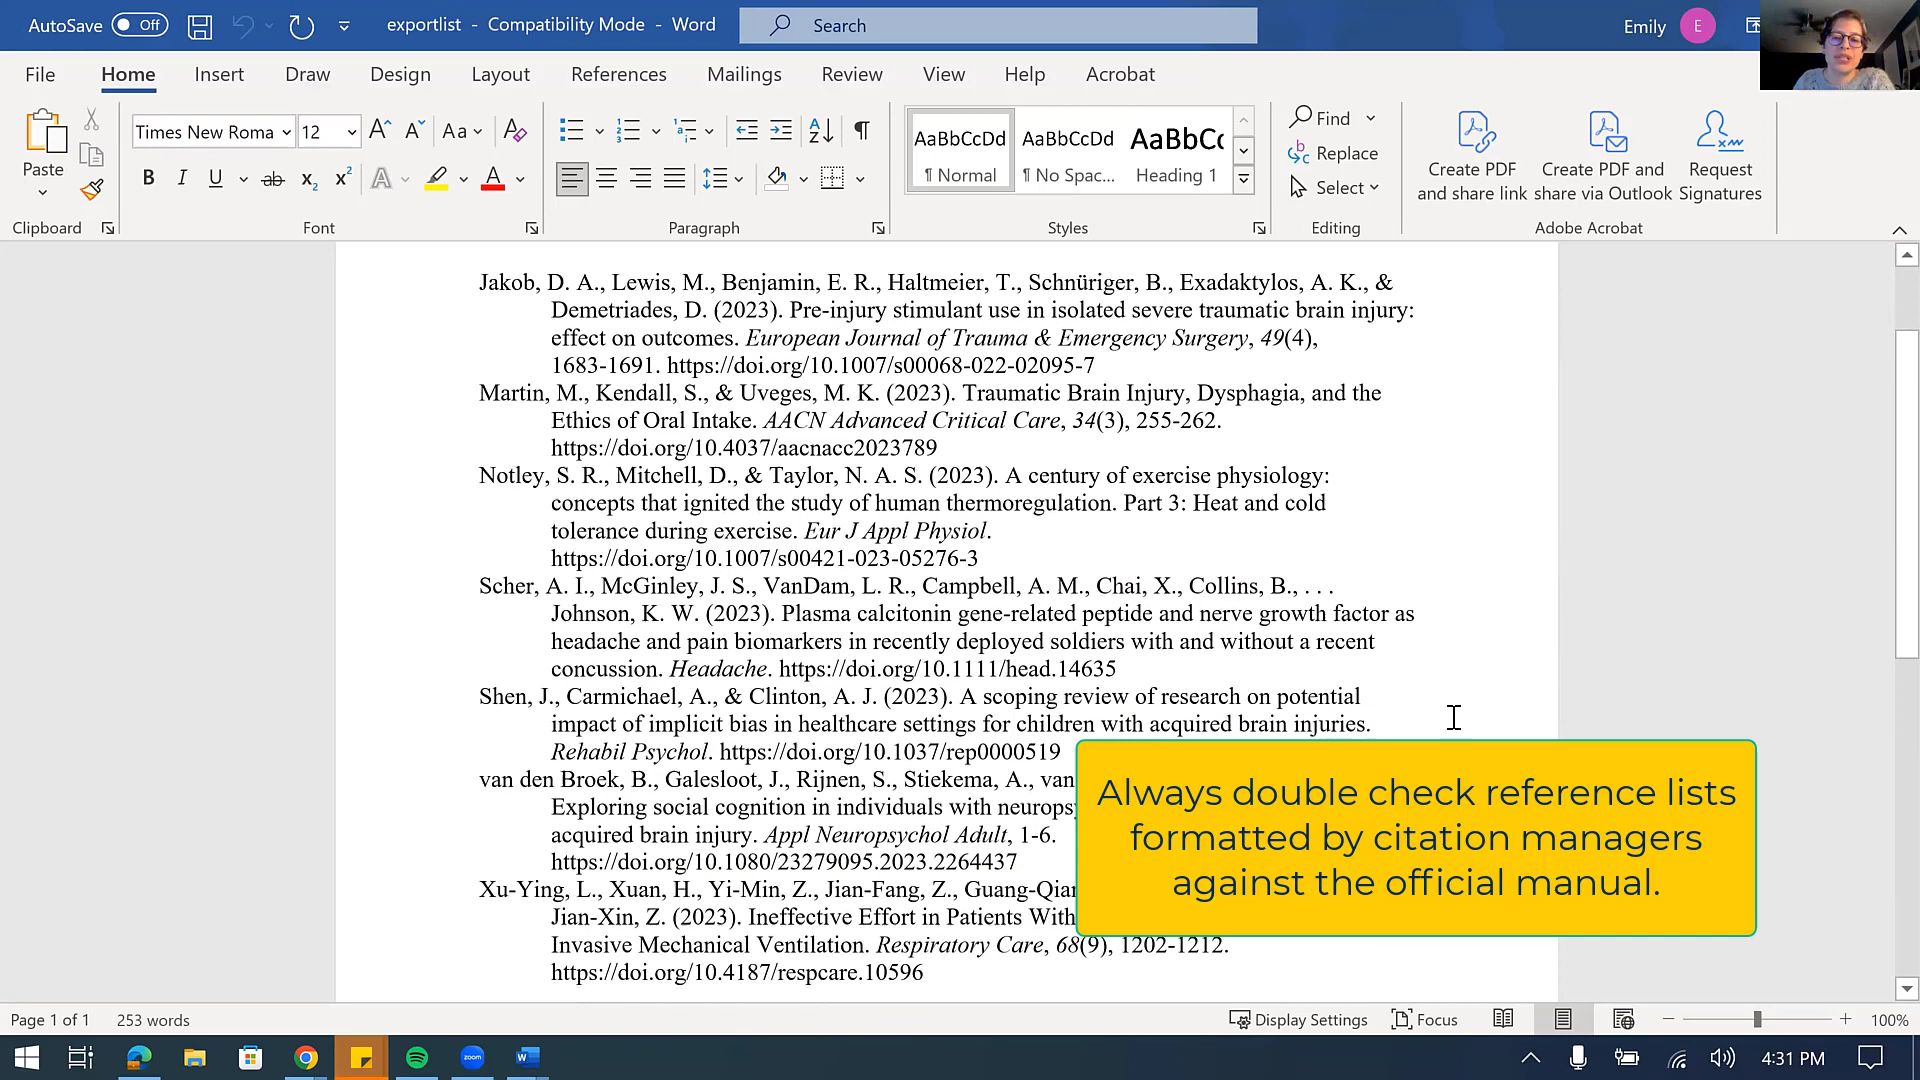 AutoSave Off exportlist - Compatibility Mode - Word Search Emily E
File Home Insert Draw Design Layout References Mailings Review View Help Acrobat
Paste
Clipboard
Times New Roma 12
Font
Paragraph
AaBbCcDd AaBbCcDd AaBbCc
¶ Normal ¶ No Spac... Heading 1
Styles
Find
Replace
Select
Editing
Create PDF and share link
Create PDF and share via Outlook
Request Signatures
Adobe Acrobat
Jakob, D. A., Lewis, M., Benjamin, E. R., Haltmeier, T., Schnüriger, B., Exadaktylos, A. K., &
Demetriades, D. (2023). Pre-injury stimulant use in isolated severe traumatic brain injury:
effect on outcomes. European Journal of Trauma & Emergency Surgery, 49(4),
1683-1691. https://doi.org/10.1007/s00068-022-02095-7
Martin, M., Kendall, S., & Uveges, M. K. (2023). Traumatic Brain Injury, Dysphagia, and the
Ethics of Oral Intake. AACN Advanced Critical Care, 34(3), 255-262.
https://doi.org/10.4037/aacnacc2023789
Notley, S. R., Mitchell, D., & Taylor, N. A. S. (2023). A century of exercise physiology:
concepts that ignited the study of human thermoregulation. Part 3: Heat and cold
tolerance during exercise. Eur J Appl Physiol.
https://doi.org/10.1007/s00421-023-05276-3
Scher, A. I., McGinley, J. S., VanDam, L. R., Campbell, A. M., Chai, X., Collins, B., . . .
Johnson, K. W. (2023). Plasma calcitonin gene-related peptide and nerve growth factor as
headache and pain biomarkers in recently deployed soldiers with and without a recent
concussion. Headache. https://doi.org/10.1111/head.14635
Shen, J., Carmichael, A., & Clinton, A. J. (2023). A scoping review of research on potential
impact of implicit bias in healthcare settings for children with acquired brain injuries.
Rehabil Psychol. https://doi.org/10.1037/rep0000519
van den Broek, B., Galesloot, J., Rijnen, S., Stiekema, A., van
Exploring social cognition in individuals with neuropsy
acquired brain injury. Appl Neuropsychol Adult, 1-6.
https://doi.org/10.1080/23279095.2023.2264437
Xu-Ying, L., Xuan, H., Yi-Min, Z., Jian-Fang, Z., Guang-Qian
Jian-Xin, Z. (2023). Ineffective Effort in Patients With
Invasive Mechanical Ventilation. Respiratory Care, 68(9), 1202-1212.
https://doi.org/10.4187/respcare.10596
Always double check reference lists
formatted by citation managers
against the official manual.
Page 1 of 1 253 words Display Settings Focus 100%
zoom 4:31 PM